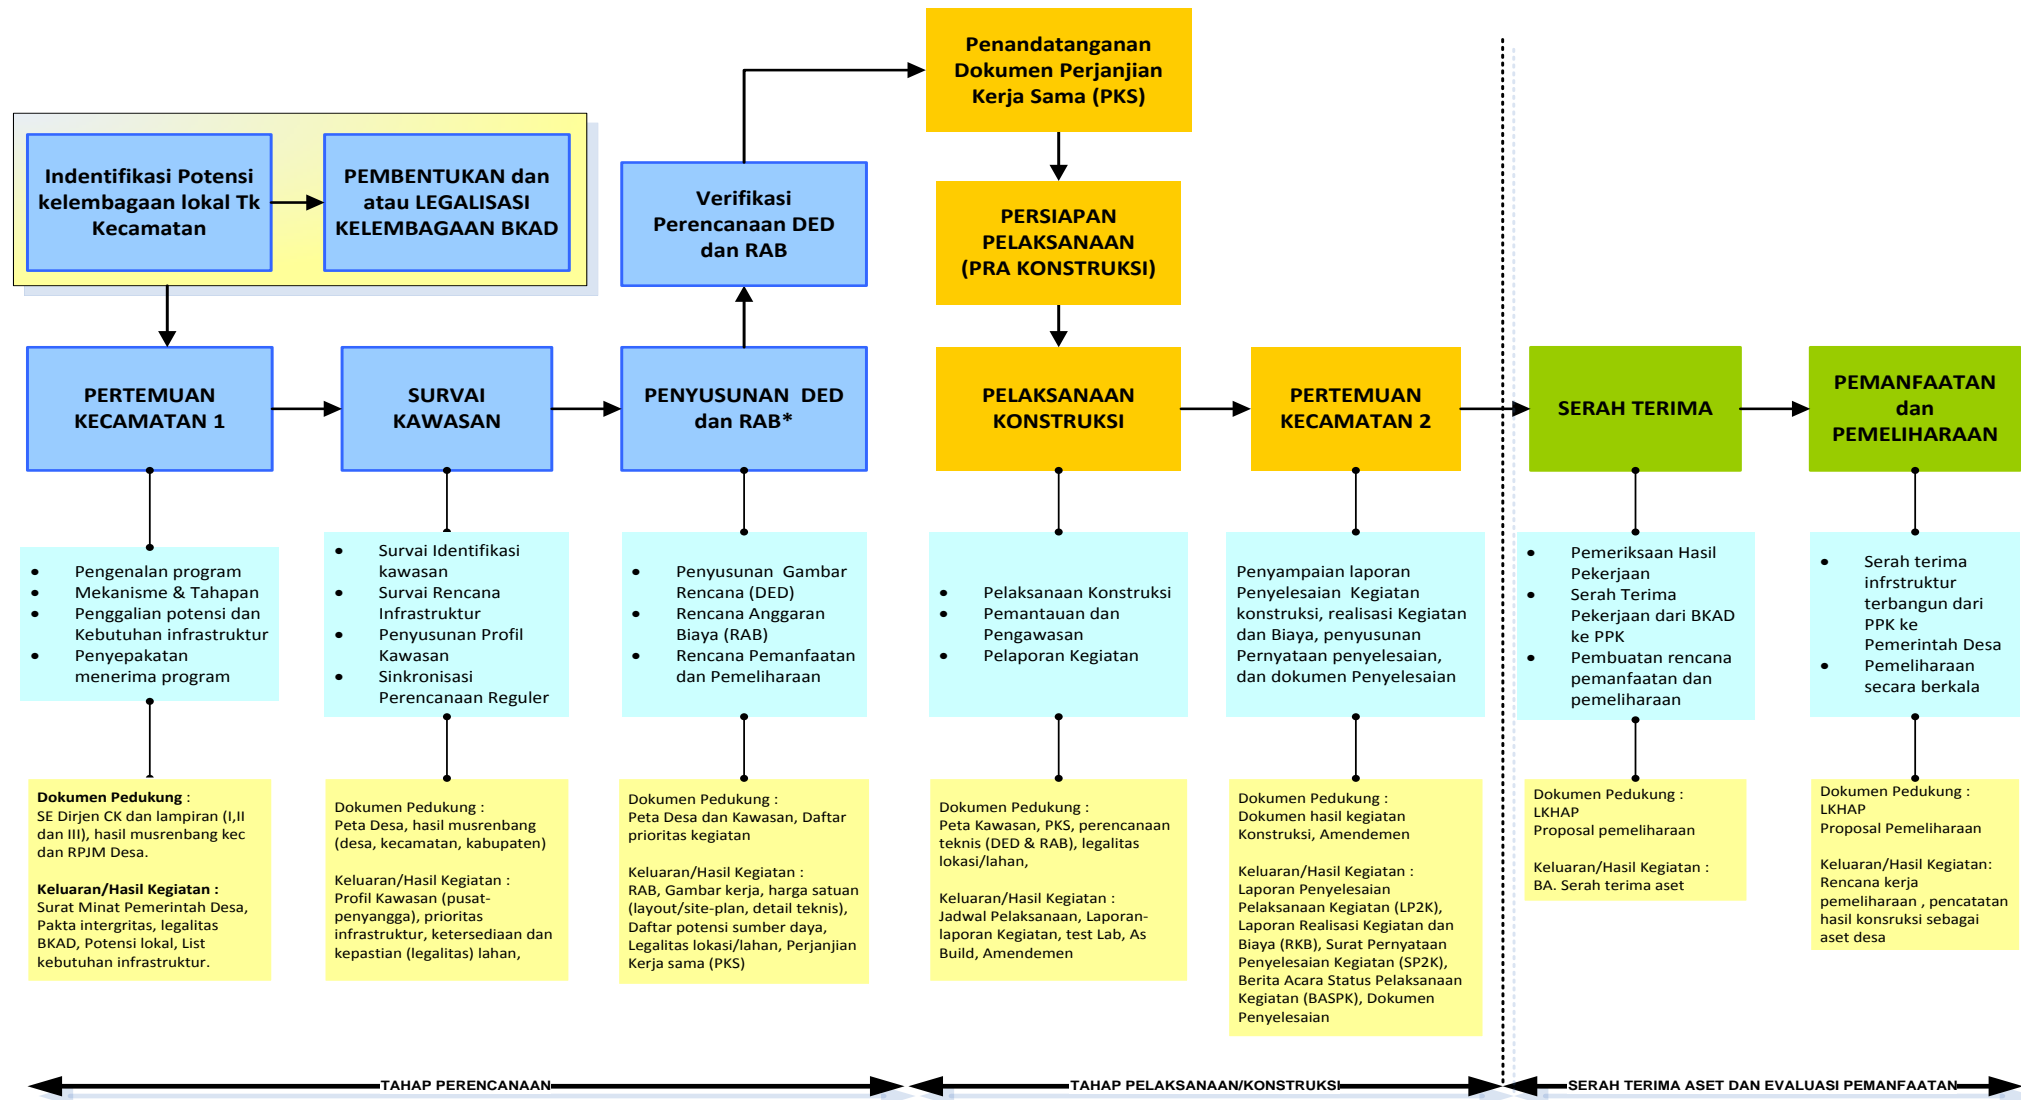 Penandatanganan
Dokumen Perjanjian
Kerja Sama (PKS)
Indentifikasi Potensi
kelembagaan lokal Tk
Kecamatan
PEMBENTUKAN dan
atau LEGALISASI
KELEMBAGAAN BKAD
Verifikasi
Perencanaan DED
dan RAB
PERSIAPAN
PELAKSANAAN
(PRA KONSTRUKSI)
PERTEMUAN
KECAMATAN 1
SURVAI
KAWASAN
PENYUSUNAN DED
dan RAB*
PELAKSANAAN
KONSTRUKSI
PERTEMUAN
KECAMATAN 2
SERAH TERIMA
PEMANFAATAN
dan
PEMELIHARAAN
• Pengenalan program
• Mekanisme & Tahapan
• Penggalian potensi dan
Kebutuhan infrastruktur
• Penyepakatan
menerima program
• Survai Identifikasi
kawasan
• Survai Rencana
Infrastruktur
• Penyusunan Profil
Kawasan
• Sinkronisasi
Perencanaan Reguler
• Penyusunan Gambar
Rencana (DED)
• Rencana Anggaran
Biaya (RAB)
• Rencana Pemanfaatan
dan Pemeliharaan
• Pelaksanaan Konstruksi
• Pemantauan dan
Pengawasan
• Pelaporan Kegiatan
Penyampaian laporan
Penyelesaian Kegiatan
konstruksi, realisasi Kegiatan
dan Biaya, penyusunan
Pernyataan penyelesaian,
dan dokumen Penyelesaian
• Pemeriksaan Hasil
Pekerjaan
• Serah Terima
Pekerjaan dari BKAD
ke PPK
• Pembuatan rencana
pemanfaatan dan
pemeliharaan
• Serah terima
infrstruktur
terbangun dari
PPK ke
Pemerintah Desa
• Pemeliharaan
secara berkala
Dokumen Pedukung :
SE Dirjen CK dan lampiran (I,II
dan III), hasil musrenbang kec
dan RPJM Desa.
Keluaran/Hasil Kegiatan :
Surat Minat Pemerintah Desa,
Pakta intergritas, legalitas
BKAD, Potensi lokal, List
kebutuhan infrastruktur.
Dokumen Pedukung :
Peta Desa, hasil musrenbang
(desa, kecamatan, kabupaten)
Keluaran/Hasil Kegiatan :
Profil Kawasan (pusat-
penyangga), prioritas
infrastruktur, ketersediaan dan
kepastian (legalitas) lahan,
Dokumen Pedukung :
Peta Desa dan Kawasan, Daftar
prioritas kegiatan
Keluaran/Hasil Kegiatan :
RAB, Gambar kerja, harga satuan
(layout/site-plan, detail teknis),
Daftar potensi sumber daya,
Legalitas lokasi/lahan, Perjanjian
Kerja sama (PKS)
Dokumen Pedukung :
Peta Kawasan, PKS, perencanaan
teknis (DED & RAB), legalitas
lokasi/lahan,
Keluaran/Hasil Kegiatan :
Jadwal Pelaksanaan, Laporan-
laporan Kegiatan, test Lab, As
Build, Amendemen
Dokumen Pedukung :
Dokumen hasil kegiatan
Konstruksi, Amendemen
Keluaran/Hasil Kegiatan :
Laporan Penyelesaian
Pelaksanaan Kegiatan (LP2K),
Laporan Realisasi Kegiatan dan
Biaya (RKB), Surat Pernyataan
Penyelesaian Kegiatan (SP2K),
Berita Acara Status Pelaksanaan
Kegiatan (BASPK), Dokumen
Penyelesaian
Dokumen Pedukung :
LKHAP
Proposal pemeliharaan
Keluaran/Hasil Kegiatan :
BA. Serah terima aset
Dokumen Pedukung :
LKHAP
Proposal Pemeliharaan
Keluaran/Hasil Kegiatan:
Rencana kerja
pemeliharaan , pencatatan
hasil konsruksi sebagai
aset desa
TAHAP PERENCANAAN
TAHAP PELAKSANAAN/KONSTRUKSI
SERAH TERIMA ASET DAN EVALUASI PEMANFAATAN